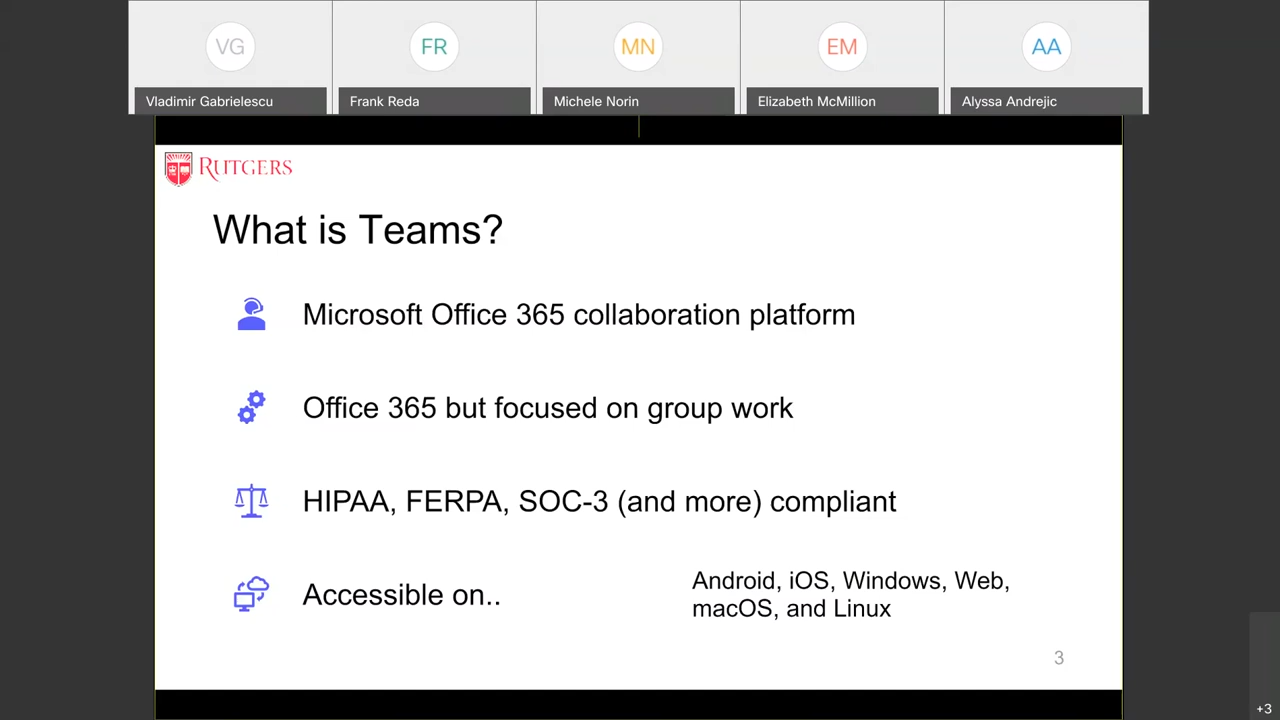 VG
FR
MN
EM
AA
Vladimir Gabrielescu
Frank Reda
Michele Norin
Elizabeth McMillion
Alyssa Andrejic
RUTGERS
What is Teams?
Microsoft Office 365 collaboration platform
Office 365 but focused on group work
HIPAA, FERPA, SOC-3 (and more) compliant
Accessible on..
Android, iOS, Windows, Web,
macOS, and Linux
3
+3